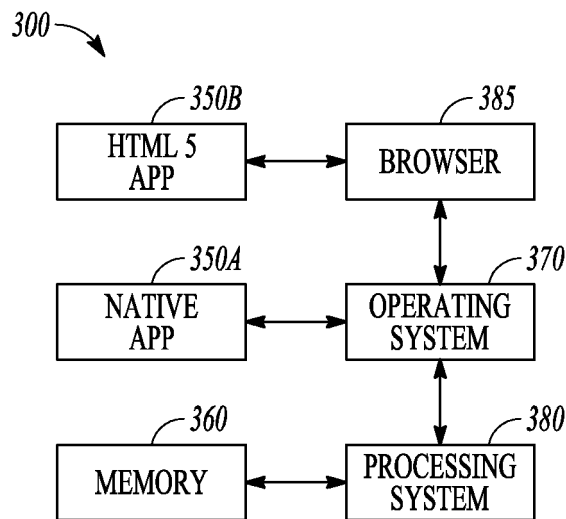 300
350B
385
HTML 5
APP
BROWSER
350A
370
NATIVE
APP
OPERATING
SYSTEM
360
380
MEMORY
PROCESSING
SYSTEM